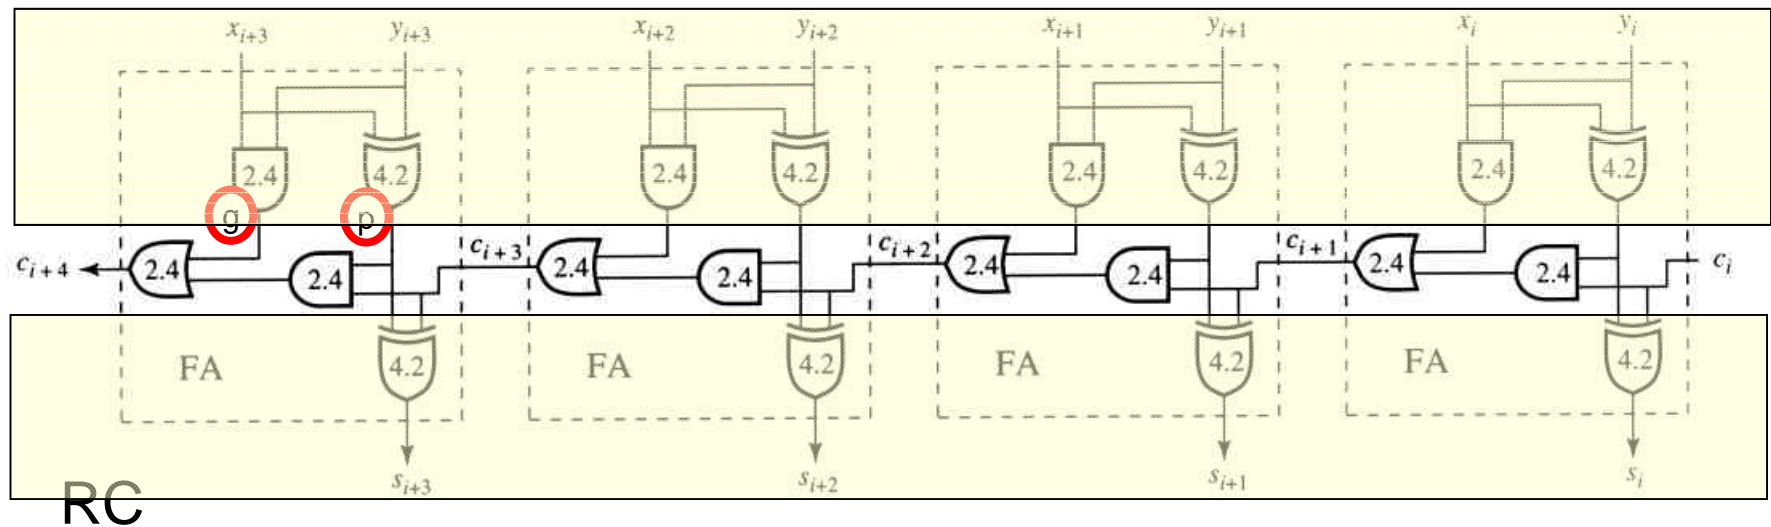 x_{i+3} y_{i+3} x_{i+2} y_{i+2} x_{i+1} y_{i+1} x_i y_i
2.4 4.2 2.4 4.2 2.4 4.2 2.4 4.2
g p
c_{i+4} 2.4 2.4 c_{i+3} 2.4 2.4 c_{i+2} 2.4 2.4 c_{i+1} 2.4 2.4 c_i
FA 4.2 FA 4.2 FA 4.2 FA 4.2
s_{i+3} s_{i+2} s_{i+1} s_i
RC